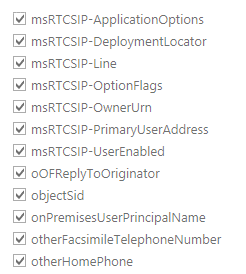 msRTCSIP-ApplicationOptions
msRTCSIP-DeploymentLocator
msRTCSIP-Line
msRTCSIP-OptionFlags
msRTCSIP-OwnerUrn
msRTCSIP-PrimaryUserAddress
msRTCSIP-UserEnabled
oOFReplyToOriginator
objectSid
onPremisesUserPrincipalName
otherFacsimileTelephoneNumber
otherHomePhone